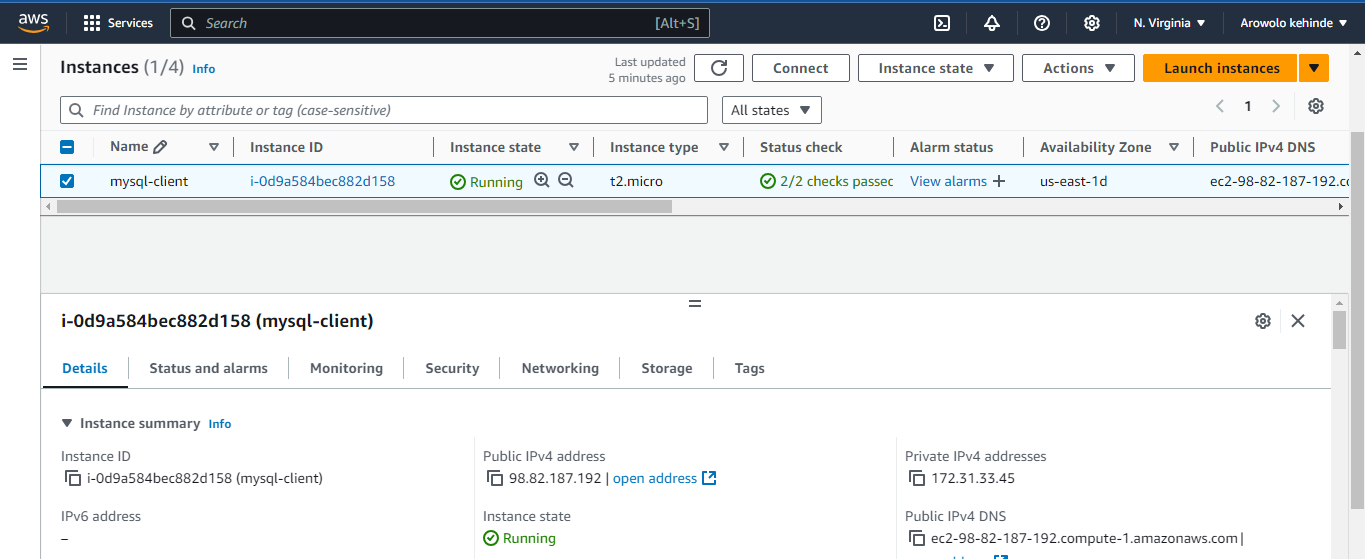 aws Services Search [Alt+S] N. Virginia Arowolo kehinde
Instances (1/4) Info
Last updated
5 minutes ago
Connect Instance state Actions Launch instances
Find Instance by attribute or tag (case-sensitive) All states 1
Name Instance ID Instance state Instance type Status check Alarm status Availability Zone Public IPv4 DNS
mysql-client i-0d9a584bec882d158 Running t2.micro 2/2 checks passec View alarms + us-east-1d ec2-98-82-187-192.co
i-0d9a584bec882d158 (mysql-client)
Details Status and alarms Monitoring Security Networking Storage Tags
Instance summary Info
Instance ID Public IPv4 address Private IPv4 addresses
i-0d9a584bec882d158 (mysql-client) 98.82.187.192 | open address 172.31.33.45
IPv6 address Instance state Public IPv4 DNS
– Running ec2-98-82-187-192.compute-1.amazonaws.com |